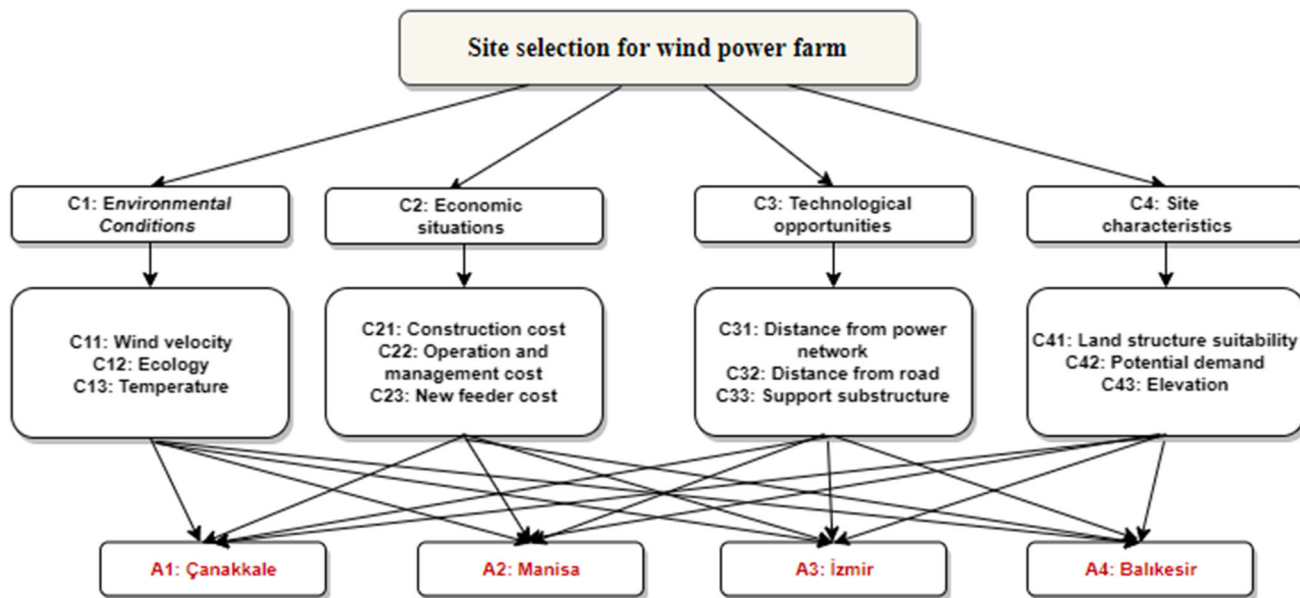 Site selection for wind power farm
C1: Environmental
Conditions
C2: Economic
situations
C3: Technological
opportunities
C4: Site
characteristics
C11: Wind velocity
C12: Ecology
C13: Temperature
C21: Construction cost
C22: Operation and
management cost
C23: New feeder cost
C31: Distance from power
network
C32: Distance from road
C33: Support substructure
C41: Land structure suitability
C42: Potential demand
C43: Elevation
A1: Çanakkale
A2: Manisa
A3: İzmir
A4: Balıkesir